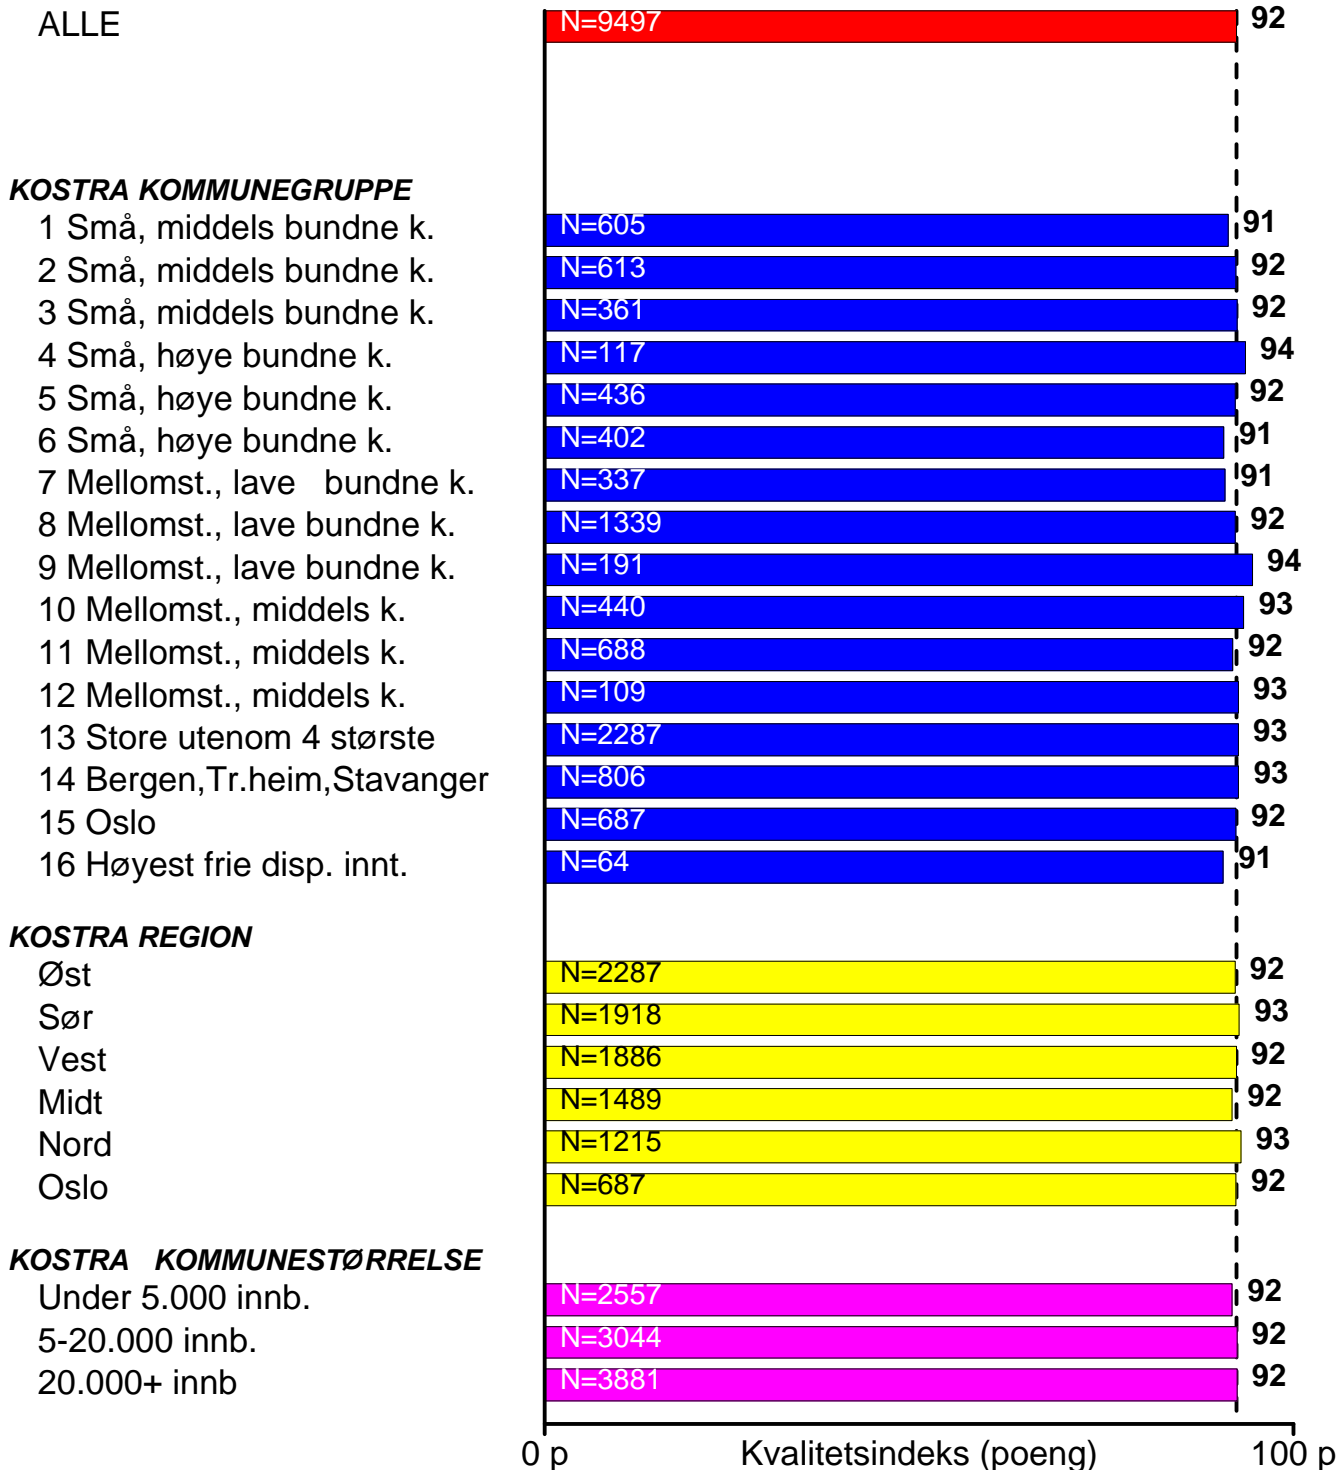 ALLE N=9497 92
KOSTRA KOMMUNEGRUPPE
1 Små, middels bundne k. N=605 91
2 Små, middels bundne k. N=613 92
3 Små, middels bundne k. N=361 92
4 Små, høye bundne k. N=117 94
5 Små, høye bundne k. N=436 92
6 Små, høye bundne k. N=402 91
7 Mellomst., lave bundne k. N=337 91
8 Mellomst., lave bundne k. N=1339 92
9 Mellomst., lave bundne k. N=191 94
10 Mellomst., middels k. N=440 93
11 Mellomst., middels k. N=688 92
12 Mellomst., middels k. N=109 93
13 Store utenom 4 største N=2287 93
14 Bergen,Tr.heim,Stavanger N=806 93
15 Oslo N=687 92
16 Høyest frie disp. innt. N=64 91
KOSTRA REGION
Øst N=2287 92
Sør N=1918 93
Vest N=1886 92
Midt N=1489 92
Nord N=1215 93
Oslo N=687 92
KOSTRA KOMMUNESTØRRELSE
Under 5.000 innb. N=2557 92
5-20.000 innb. N=3044 92
20.000+ innb N=3881 92
0 p Kvalitetsindeks (poeng) 100 p